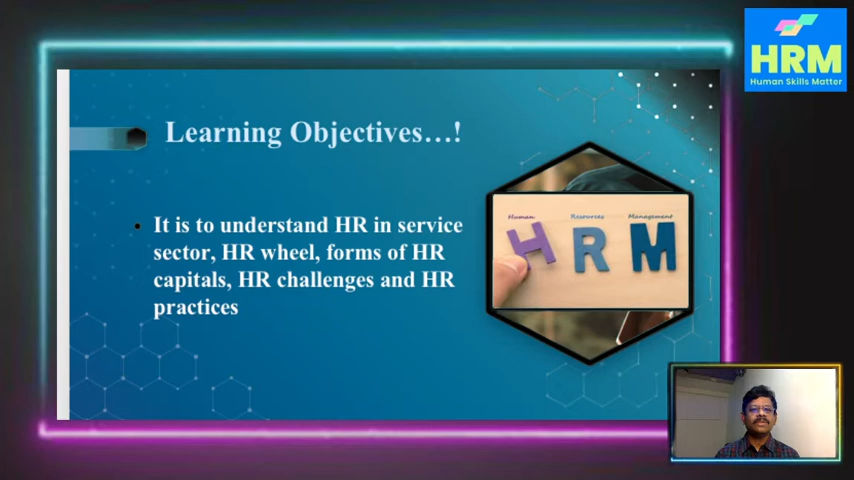 HRM
Human Skills Matter
Learning Objectives...!
Human Resources Management
H R M
• It is to understand HR in service
sector, HR wheel, forms of HR
capitals, HR challenges and HR
practices